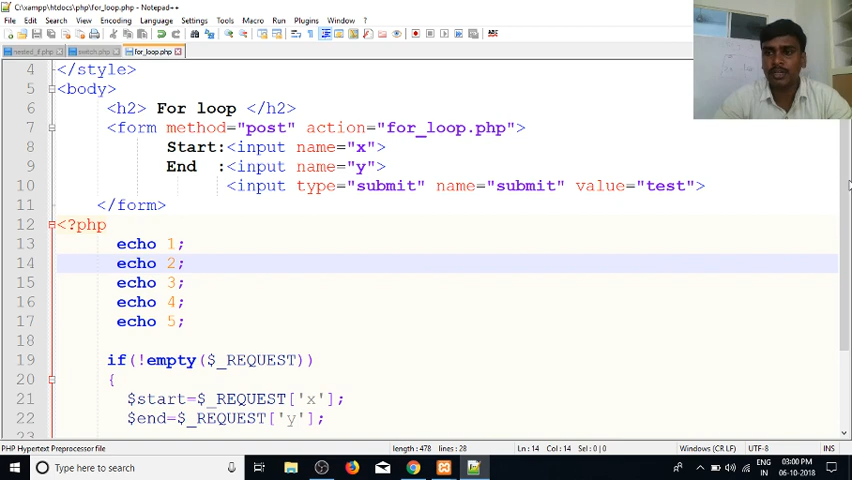 C:\xampp\htdocs\php\for_loop.php - Notepad++
File Edit Search View Encoding Language Settings Tools Macro Run Plugins Window ?
nested_if.php switch.php for_loop.php
4 </style>
5 <body>
6 <h2> For loop </h2>
7 <form method="post" action="for_loop.php">
8 Start:<input name="x">
9 End :<input name="y">
10 <input type="submit" name="submit" value="test">
11 </form>
12 <?php
13 echo 1;
14 echo 2;
15 echo 3;
16 echo 4;
17 echo 5;
18
19 if(!empty($_REQUEST))
20 {
21 $start=$_REQUEST['x'];
22 $end=$_REQUEST['y'];
23
PHP Hypertext Preprocessor file length : 478 lines : 28 Ln : 14 Col : 14 Sel : 0 | 0 Windows (CR LF) UTF-8 INS
Type here to search
ENG 03:00 PM
IN 06-10-2018